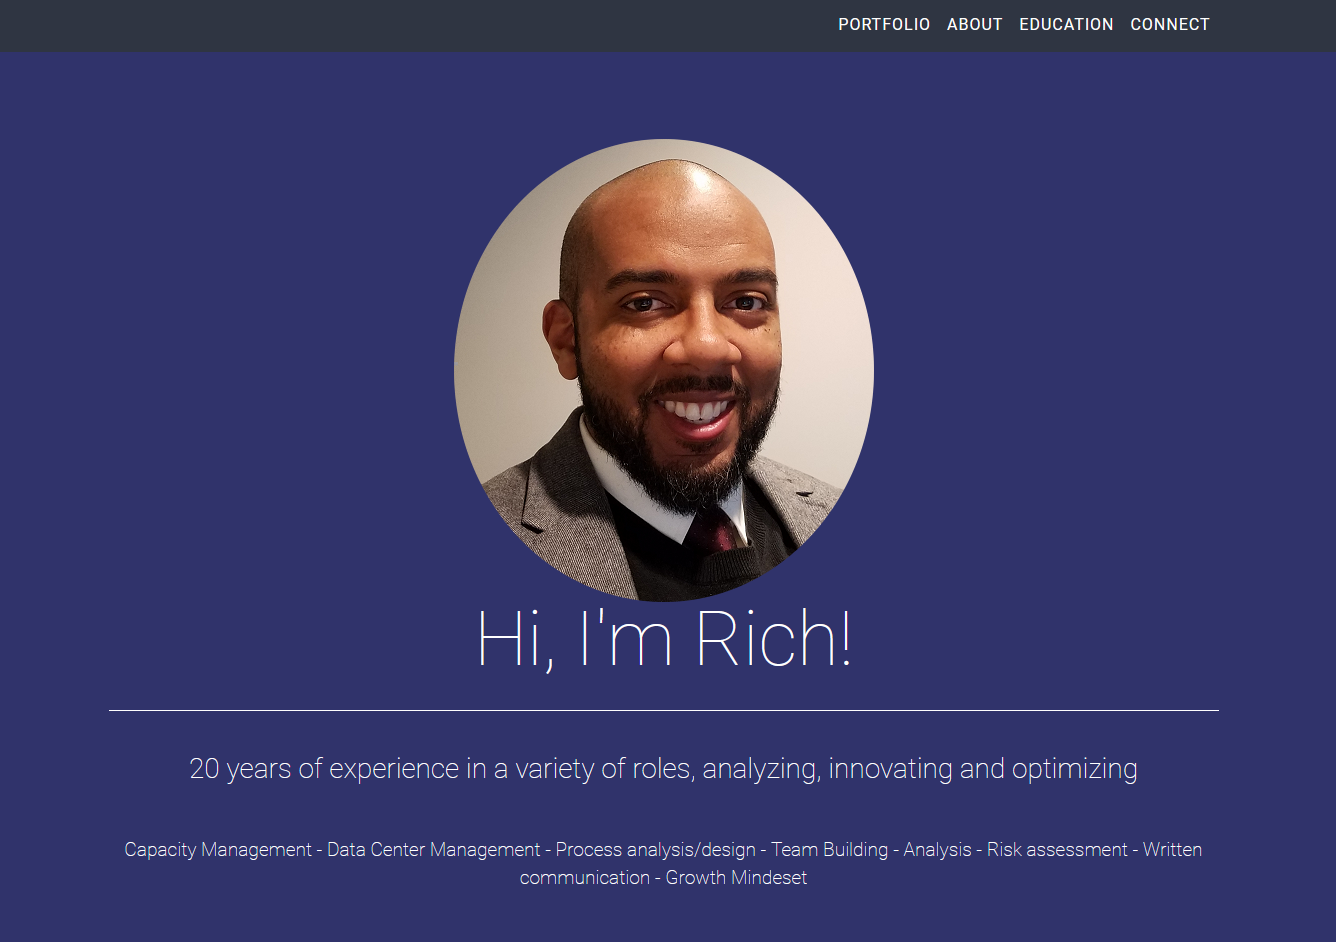 PORTFOLIO ABOUT EDUCATION CONNECT
Hi, I'm Rich!
20 years of experience in a variety of roles, analyzing, innovating and optimizing
Capacity Management - Data Center Management - Process analysis/design - Team Building - Analysis - Risk assessment - Written
communication - Growth Mindeset